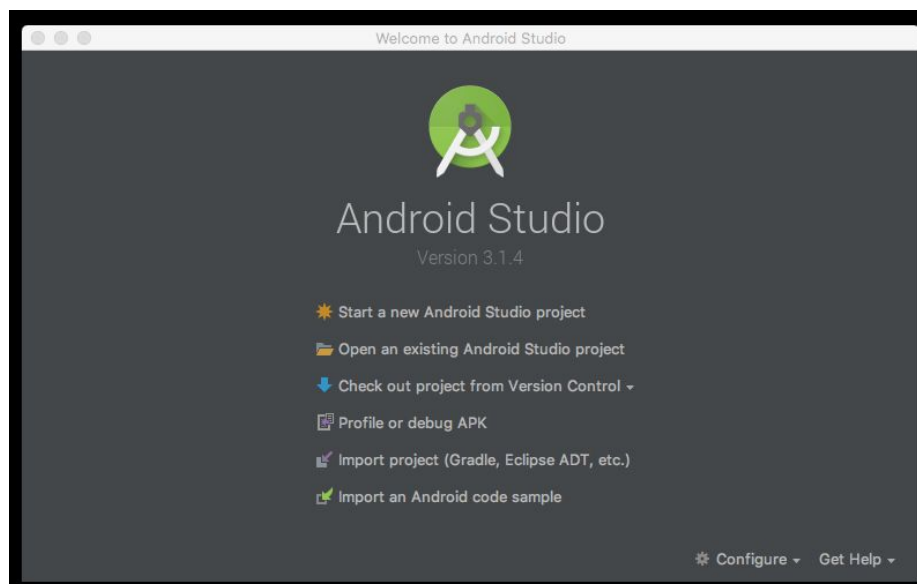 Welcome to Android Studio
Android Studio
Version 3.1.4
Start a new Android Studio project
Open an existing Android Studio project
Check out project from Version Control
Profile or debug APK
Import project (Gradle, Eclipse ADT, etc.)
Import an Android code sample
Configure Get Help